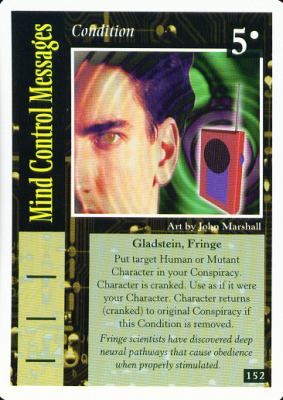 Condition
5•
Mind Control Messages
Art by John Marshall
Gladstein, Fringe
Put target Human or Mutant
Character in your Conspiracy.
Character is cranked. Use as if it were
your Character. Character returns
(cranked) to original Conspiracy if
this Condition is removed.
Fringe scientists have discovered deep
neural pathways that cause obedience
when properly stimulated.
152